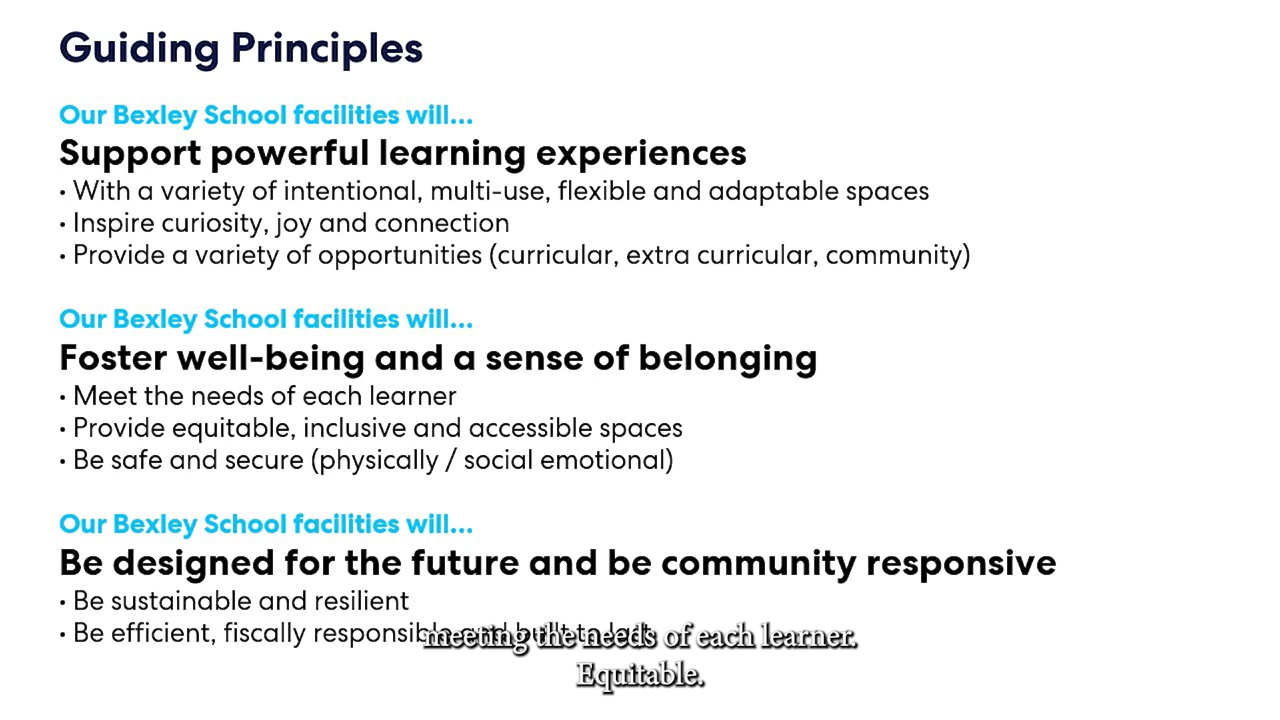 Guiding Principles
Our Bexley School facilities will...
Support powerful learning experiences
• With a variety of intentional, multi-use, flexible and adaptable spaces
• Inspire curiosity, joy and connection
• Provide a variety of opportunities (curricular, extra curricular, community)
Our Bexley School facilities will...
Foster well-being and a sense of belonging
• Meet the needs of each learner
• Provide equitable, inclusive and accessible spaces
• Be safe and secure (physically / social emotional)
Our Bexley School facilities will...
Be designed for the future and be community responsive
• Be sustainable and resilient
• Be efficient, fiscally responsible and built to last
meeting the needs of each learner.
Equitable.